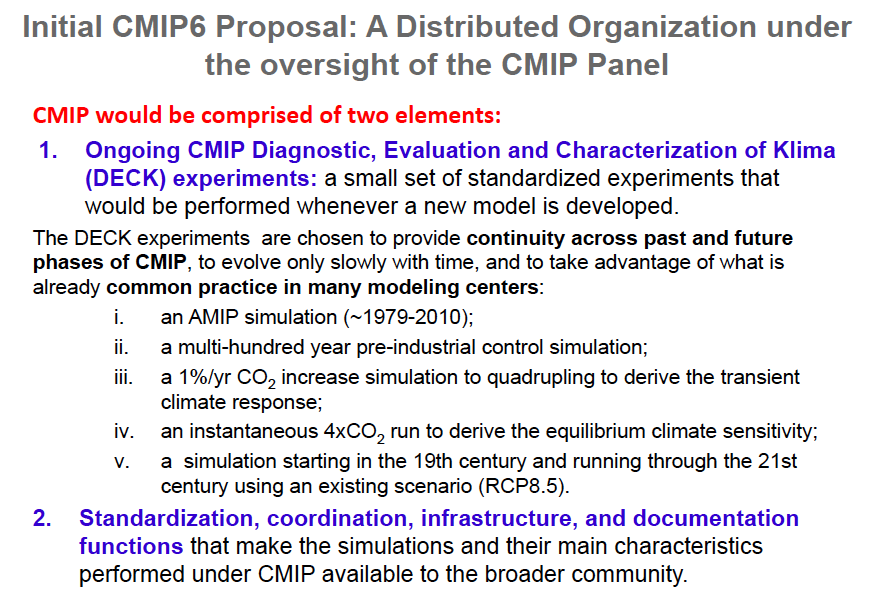 Initial CMIP6 Proposal: A Distributed Organization under
the oversight of the CMIP Panel
CMIP would be comprised of two elements:
1. Ongoing CMIP Diagnostic, Evaluation and Characterization of Klima
(DECK) experiments: a small set of standardized experiments that
would be performed whenever a new model is developed.
The DECK experiments are chosen to provide continuity across past and future
phases of CMIP, to evolve only slowly with time, and to take advantage of what is
already common practice in many modeling centers:
i. an AMIP simulation (~1979-2010);
ii. a multi-hundred year pre-industrial control simulation;
iii. a 1%/yr CO₂ increase simulation to quadrupling to derive the transient
climate response;
iv. an instantaneous 4xCO₂ run to derive the equilibrium climate sensitivity;
v. a simulation starting in the 19th century and running through the 21st
century using an existing scenario (RCP8.5).
2. Standardization, coordination, infrastructure, and documentation
functions that make the simulations and their main characteristics
performed under CMIP available to the broader community.